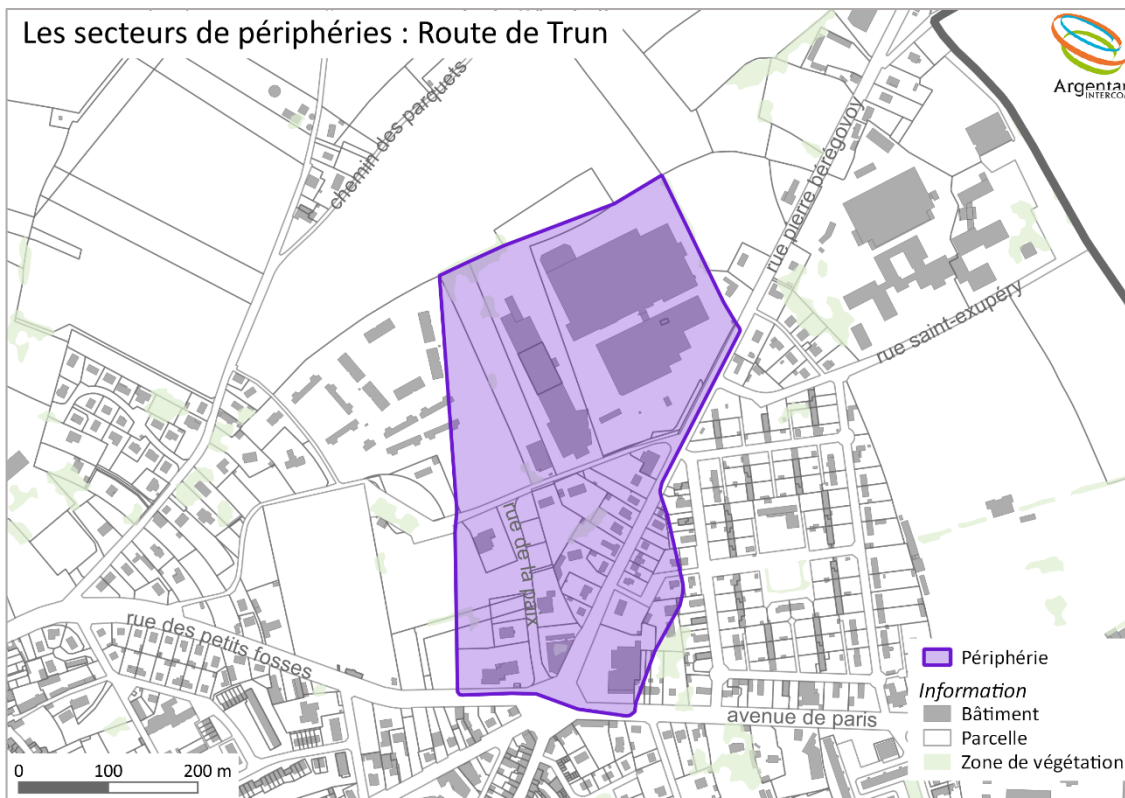 Les secteurs de périphéries : Route de Trun
Argentan
INTERCOM
chemin des parquets
rue pierre bérégovoy
rue saint-exupéry
rue de la paix
rue des petits fosses
avenue de paris
Périphérie
Information
Bâtiment
Parcelle
Zone de végétation
0 100 200 m